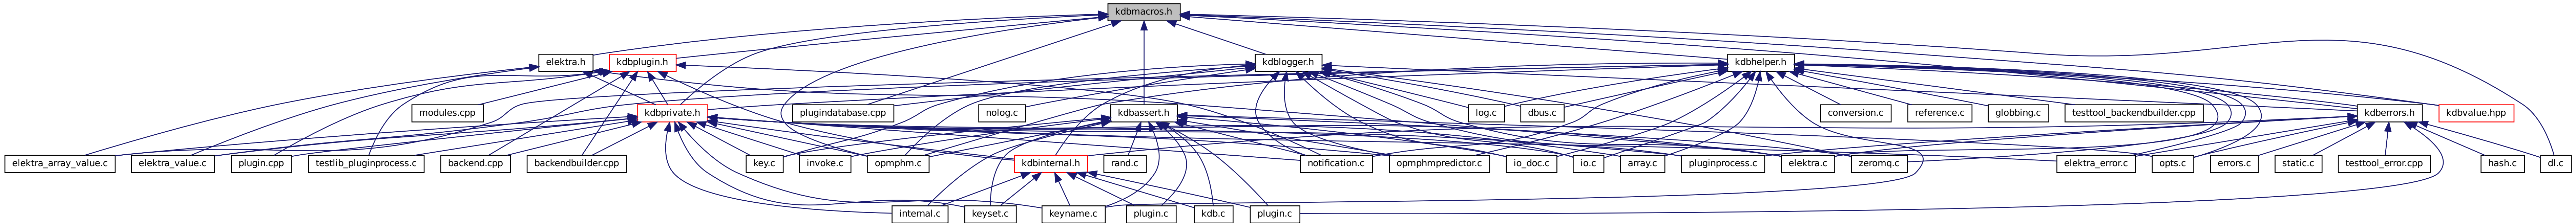 kdbmacros.h
elektra.h
kdbplugin.h
kdblogger.h
kdbhelper.h
modules.cpp
kdbprivate.h
plugindatabase.cpp
nolog.c
kdbassert.h
log.c
dbus.c
conversion.c
reference.c
globbing.c
testtool_backendbuilder.cpp
kdberrors.h
kdbvalue.hpp
elektra_array_value.c
elektra_value.c
plugin.cpp
testlib_pluginprocess.c
backend.cpp
backendbuilder.cpp
key.c
invoke.c
opmphm.c
kdbinternal.h
rand.c
notification.c
opmphmpredictor.c
io_doc.c
io.c
array.c
pluginprocess.c
elektra.c
zeromq.c
elektra_error.c
opts.c
errors.c
static.c
testtool_error.cpp
hash.c
dl.c
internal.c
keyset.c
keyname.c
plugin.c
kdb.c
plugin.c